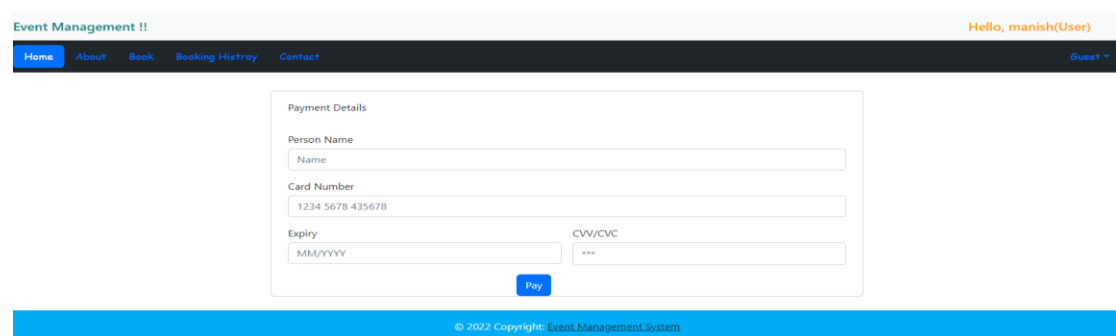 Event Management !! Hello, manish(User)
Home About Book Booking Histroy Contact Guest
Payment Details
Person Name
Name
Card Number
1234 5678 435678
Expiry CVV/CVC
MM/YYYY ***
Pay
© 2022 Copyright: Event Management System